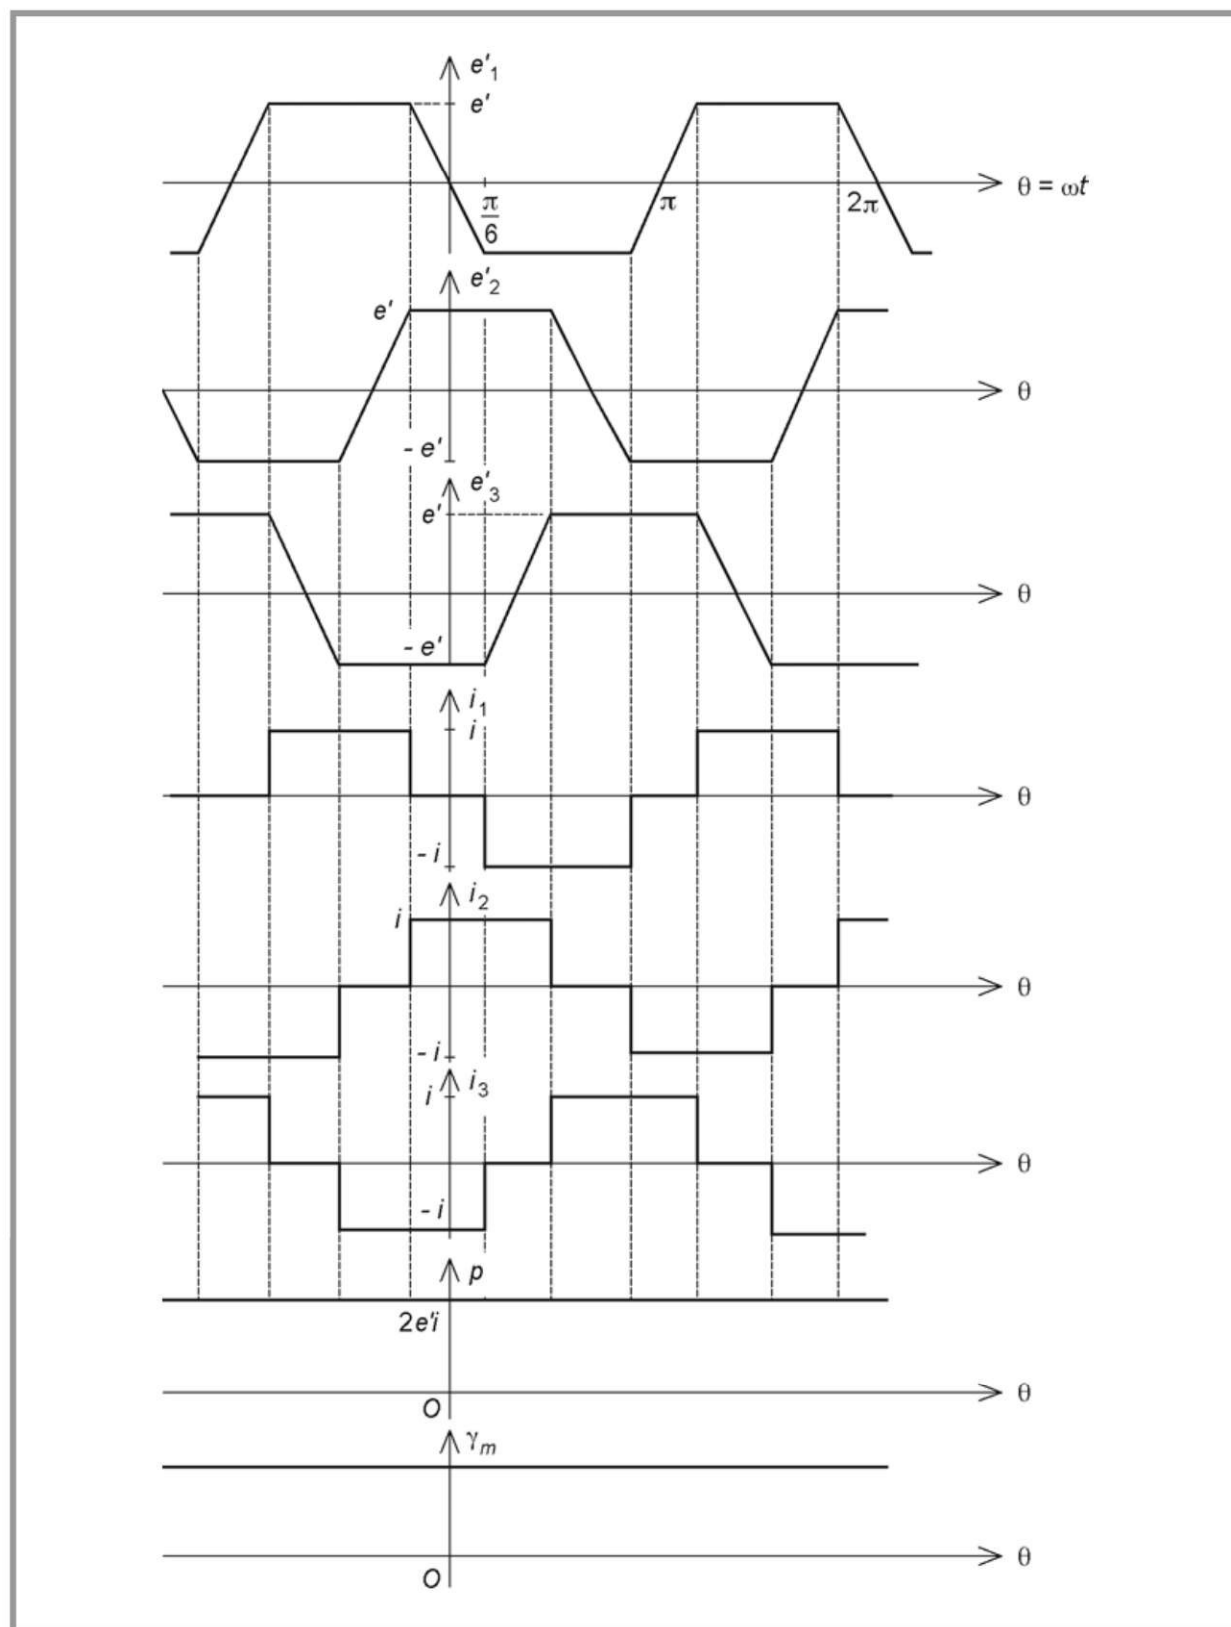 e'₁
e'
θ = ωt
π/6
π
2π
e'₂
e'
θ
- e'
e'₃
e'
θ
- e'
i₁
i
θ
- i
i₂
i
θ
- i
i₃
i
θ
- i
p
2e'i
θ
O
γₘ
θ
O